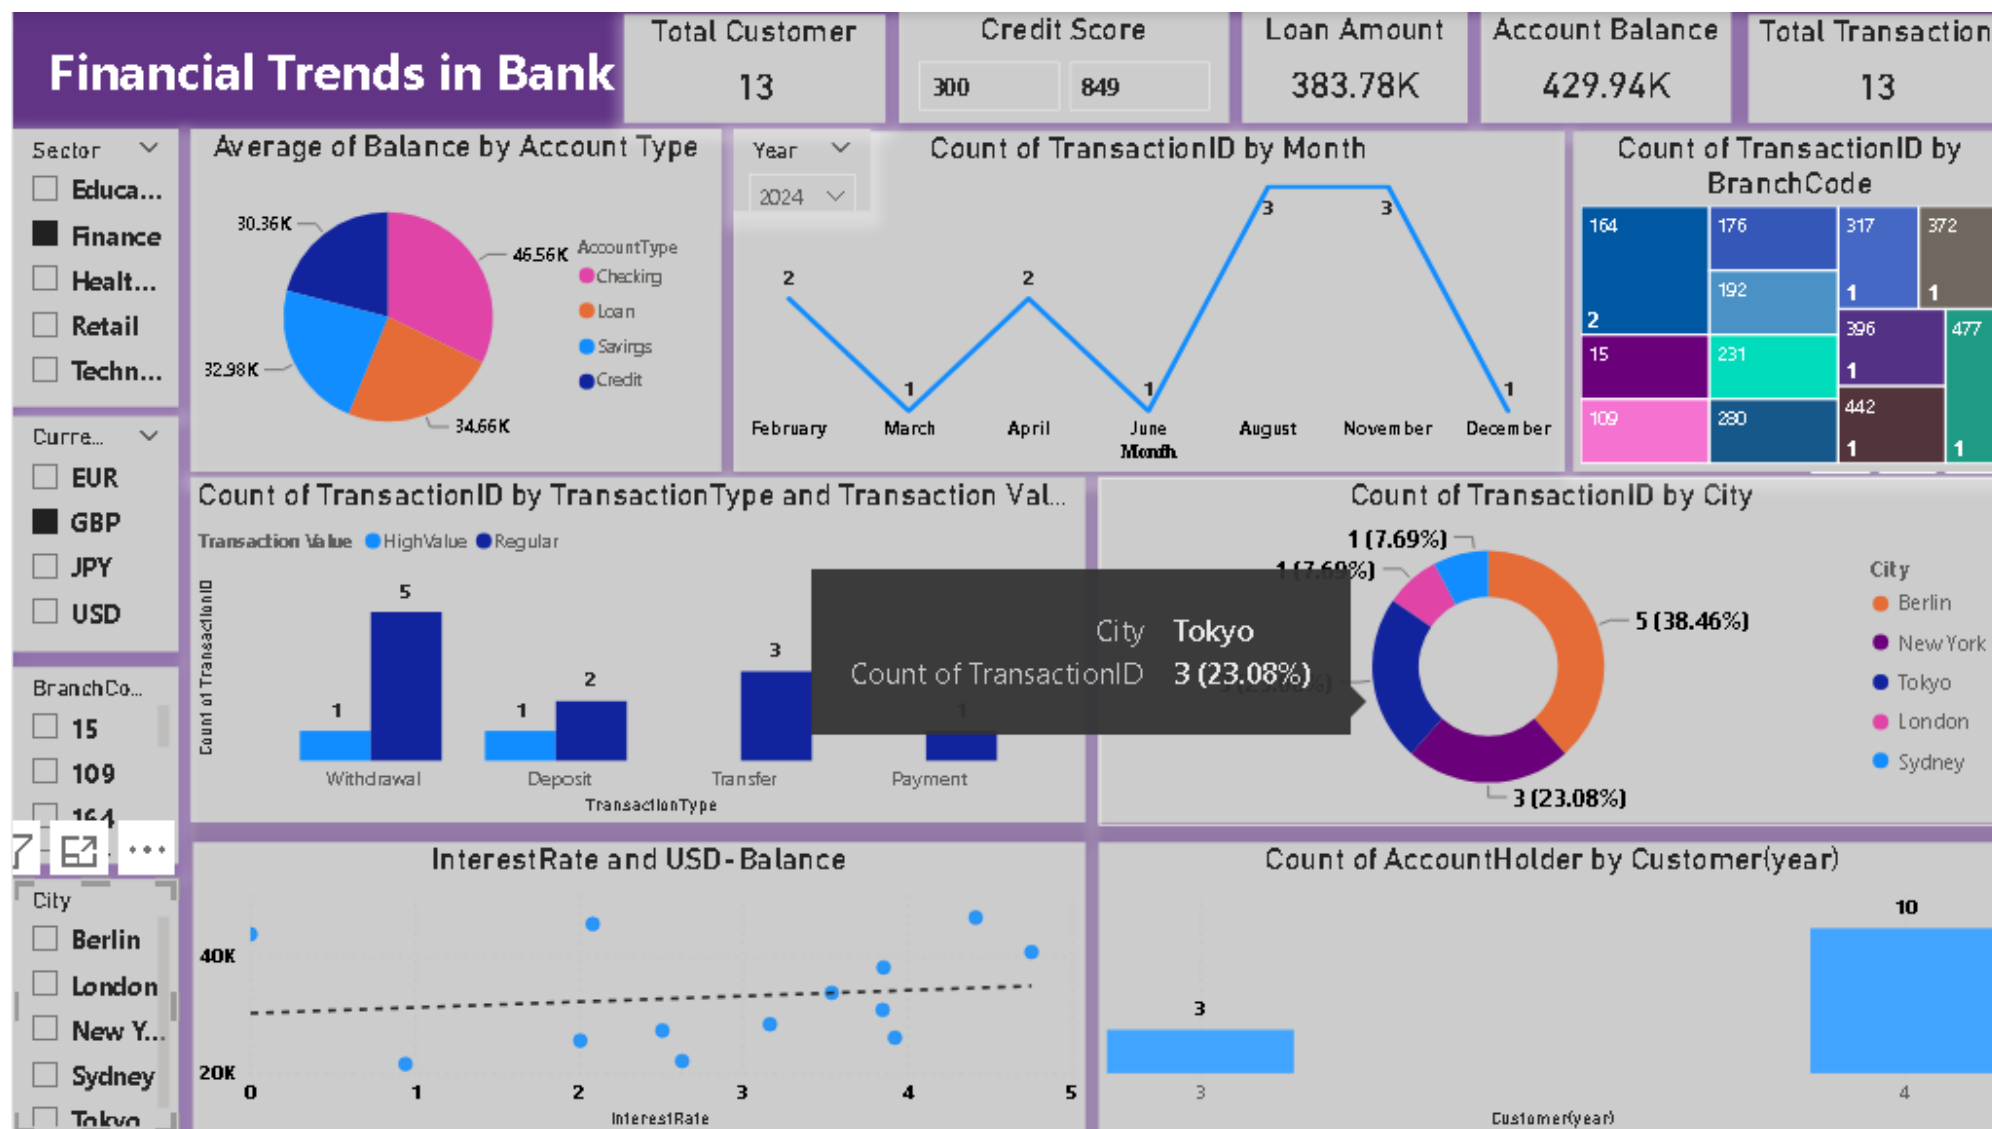 Financial Trends in Bank
Total Customer
13
Credit Score
300
849
Loan Amount
383.78K
Account Balance
429.94K
Total Transaction
13
Sector
Educa...
Finance
Healt...
Retail
Techn...
Curre...
EUR
GBP
JPY
USD
BranchCo...
15
109
164
City
Berlin
London
New Y...
Sydney
Tokyo
Average of Balance by Account Type
30.36K
46.56K
32.98K
34.66K
AccountType
Checking
Loan
Savings
Credit
Year
2024
Count of TransactionID by Month
2
1
2
1
3
3
1
February
March
April
June
August
November
December
Month
Count of TransactionID by
BranchCode
164
2
15
109
176
192
231
280
317
1
372
1
396
1
442
1
477
1
Count of TransactionID by TransactionType and Transaction Val...
Transaction Value
HighValue
Regular
Count of TransactionID
1
5
1
2
3
1
Withdrawal
Deposit
Transfer
Payment
TransactionType
Count of TransactionID by City
1 (7.69%)
1 (7.69%)
5 (38.46%)
3 (23.08%)
3 (23.08%)
City Tokyo
Count of TransactionID 3 (23.08%)
City
Berlin
New York
Tokyo
London
Sydney
InterestRate and USD-Balance
40K
20K
0
1
2
3
4
5
InterestRate
Count of AccountHolder by Customer(year)
3
10
3
4
Customer(year)